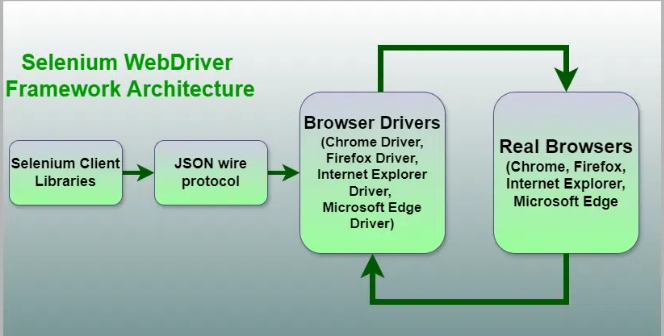 Selenium WebDriver
Framework Architecture
Selenium Client
Libraries
JSON wire
protocol
Browser Drivers
(Chrome Driver,
Firefox Driver,
Internet Explorer
Driver,
Microsoft Edge
Driver)
Real Browsers
(Chrome, Firefox,
Internet Explorer,
Microsoft Edge